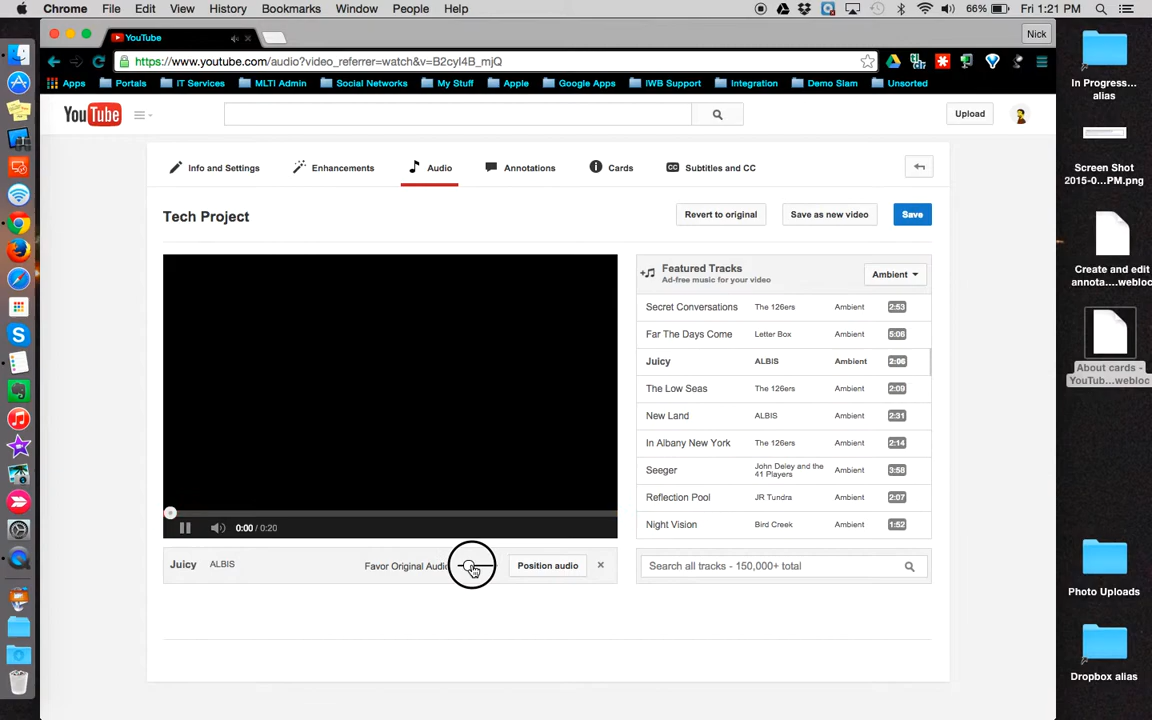 Chrome File Edit View History Bookmarks Window People Help 66% Fri 1:21 PM
YouTube Nick
https://www.youtube.com/audio?video_referrer=watch&v=B2cyI4B_mjQ
Apps Portals IT Services MLTI Admin Social Networks My Stuff Apple Google Apps IWB Support Integration Demo Slam Unsorted
YouTube Upload
Info and Settings Enhancements Audio Annotations Cards CC Subtitles and CC
Tech Project Revert to original Save as new video Save
Featured Tracks
Ad-free music for your video
Ambient
Secret Conversations The 126ers Ambient 2:53
Far The Days Come Letter Box Ambient 5:08
Juicy ALBIS Ambient 2:06
The Low Seas The 126ers Ambient 2:09
New Land ALBIS Ambient 2:31
In Albany New York The 126ers Ambient 2:14
Seeger John Deley and the
41 Players
Ambient 3:58
Reflection Pool JR Tundra Ambient 2:07
Night Vision Bird Creek Ambient 1:52
0:00 / 0:20
Juicy ALBIS Favor Original Audio Position audio
Search all tracks - 150,000+ total
In Progress...
alias
Screen Shot
2015-0...PM.png
Create and edit
annota....webloc
About cards -
YouTub...webloc
Photo Uploads
Dropbox alias